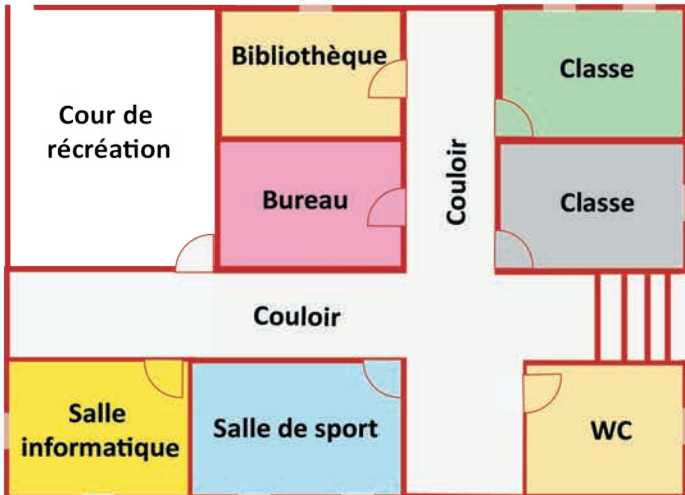 Bibliothèque
Classe
Cour de
récréation
Couloir
Bureau
Classe
Couloir
Salle
informatique
Salle de sport
WC